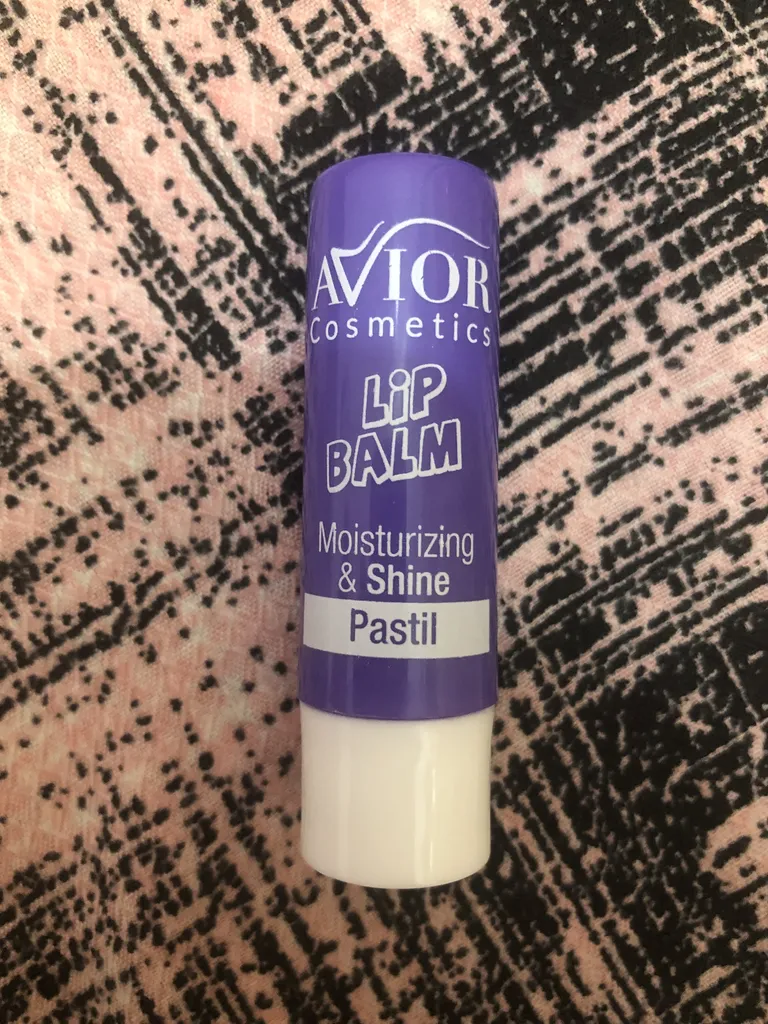 AVIOR
Cosmetics
LiP
BALM
Moisturizing
& Shine
Pastil